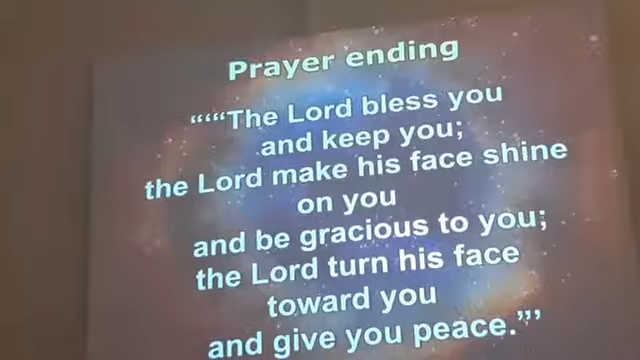 Prayer ending
“““The Lord bless you
and keep you;
the Lord make his face shine
on you
and be gracious to you;
the Lord turn his face
toward you
and give you peace.”’”